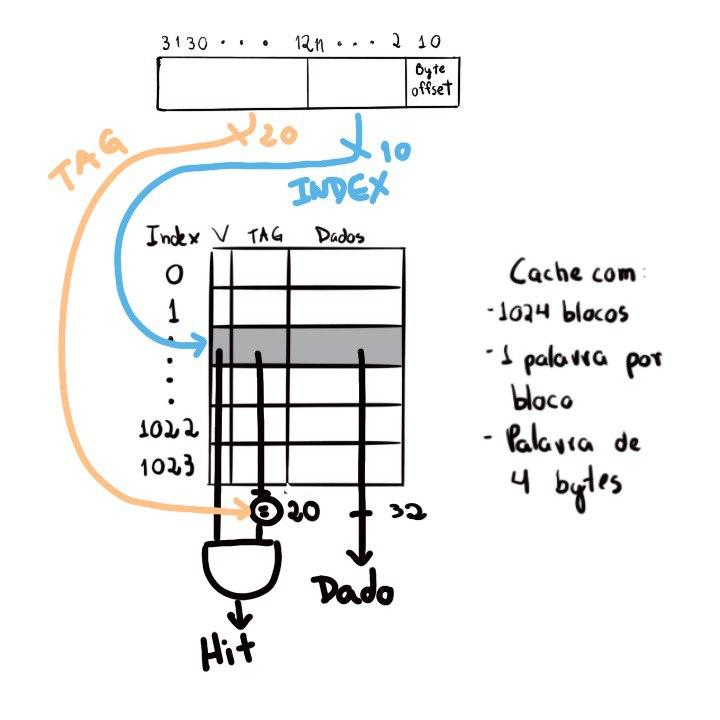 31 30 · · · · 12 11 · · · 2 1 0
Byte
offset
TAG
20
10
INDEX
Index V TAG Dados
0
1
.
.
.
1022
1023
Cache com:
- 1024 blocos
- 1 palavra por
bloco
- Palavra de
4 bytes
= 20
32
Dado
Hit